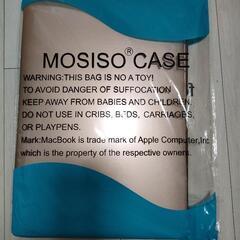 MOSISO® CASE
WARNING:THIS BAG IS NO A TOY!
TO AVOID DANGER OF SUFFOCATION
KEEP AWAY FROM BABIES AND CHILDREN.
DO NOT USE IN CRIBS, BEDS, CARRIAGES,
OR PLAYPENS.
Mark:MacBook is trade mark of Apple Computer,Inc
which is the property of the respective owners.